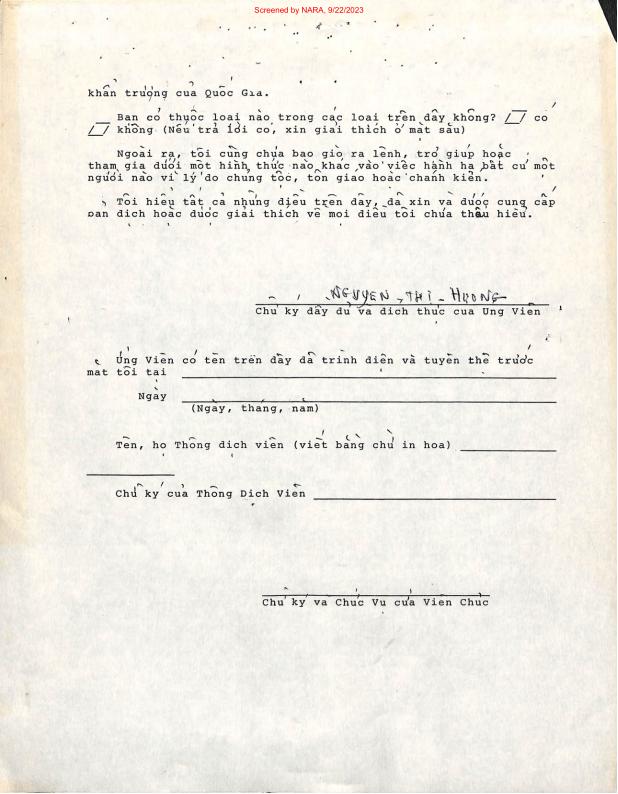 Screened by NARA, 9/22/2023
khẩn trương của Quốc Gia.
Bạn có thuộc loại nào trong các loại trên đây không? // có
// không (Nếu trả lời có, xin giải thích ở mặt sau)
Ngoài ra, tôi cũng chưa bao giờ ra lệnh, trợ giúp hoặc
tham gia dưới một hình thức nào khác vào việc hành hạ bất cứ một
người nào vì lý do chủng tộc, tôn giáo hoặc chánh kiến.
Tôi hiểu tất cả những điều trên đây, đã xin và được cung cấp
bản dịch hoặc được giải thích về mọi điều tôi chưa thấu hiểu.
NGUYEN - THI - HUONG
Chữ ký đầy đủ và đích thực của Ứng Viên
Ứng Viên có tên trên đây đã trình diện và tuyên thệ trước
mặt tôi tại
Ngày
(Ngày, tháng, năm)
Tên, họ Thông dịch viên (viết bằng chữ in hoa)
Chữ ký của Thông Dịch Viên
Chữ ký và Chức Vụ của Viên Chức